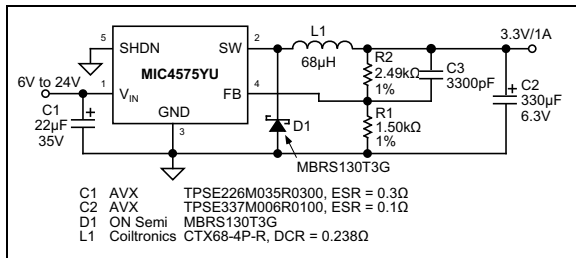 3.3V/1A
5 SHDN SW 2
L1
68µH
MIC4575YU
R2
2.49kΩ
1%
C3
3300pF
6V to 24V
1 VIN FB 4
C2
330µF
6.3V
+
C1
22µF
35V
+
GND
3
D1
R1
1.50kΩ
1%
MBRS130T3G
C1 AVX TPSE226M035R0300, ESR = 0.3Ω
C2 AVX TPSE337M006R0100, ESR = 0.1Ω
D1 ON Semi MBRS130T3G
L1 Coiltronics CTX68-4P-R, DCR = 0.238Ω